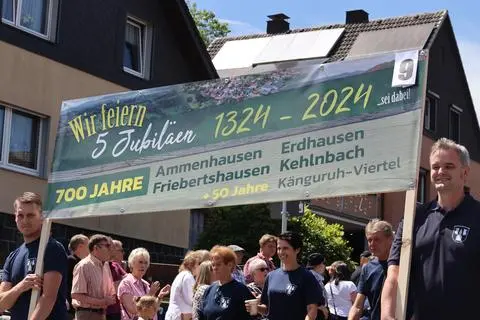 Wir feiern
5 Jubiläen 1324 - 2024
9
...sei dabei!
700 JAHRE
Ammenhausen Erdhausen
Friebertshausen Kehlnbach
+ 50 Jahre Känguruh-Viertel